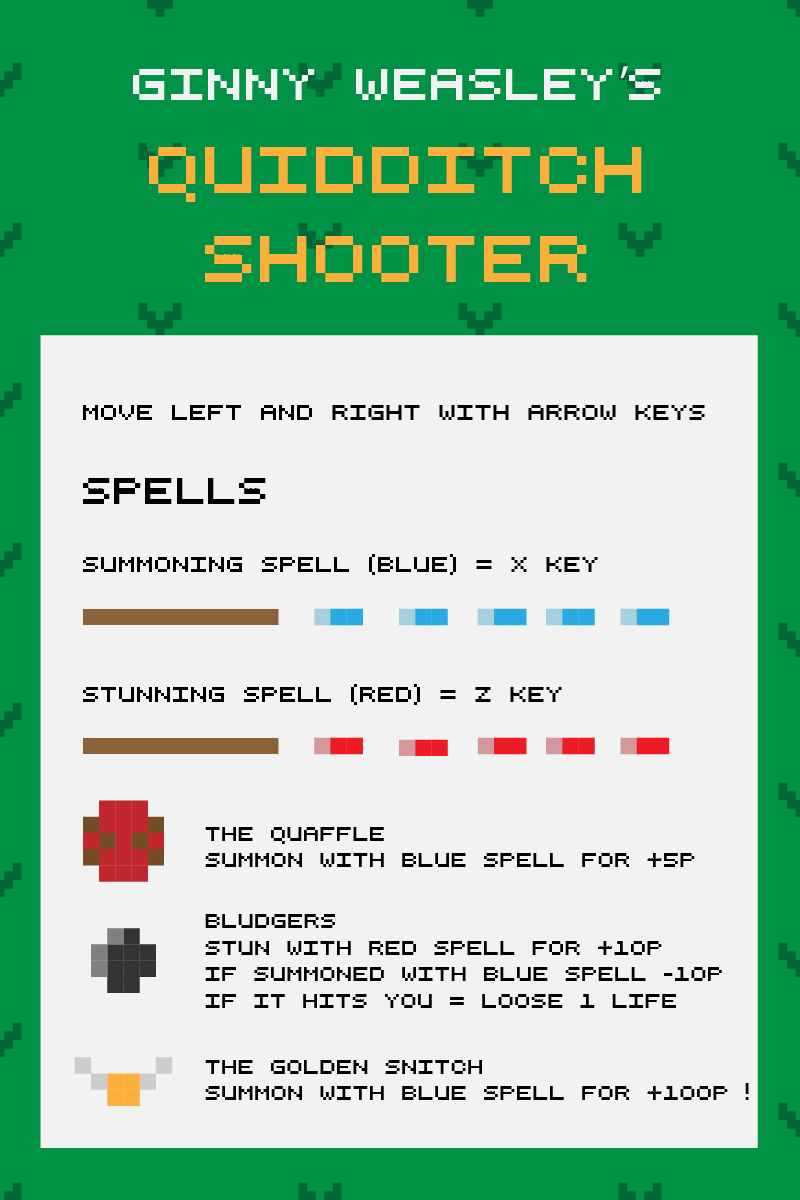 GINNY WEASLEY'S
QUIDDITCH
SHOOTER
MOVE LEFT AND RIGHT WITH ARROW KEYS
SPELLS
SUMMONING SPELL (BLUE) = X KEY
STUNNING SPELL (RED) = Z KEY
THE QUAFFLE
SUMMON WITH BLUE SPELL FOR +5P
BLUDGERS
STUN WITH RED SPELL FOR +10P
IF SUMMONED WITH BLUE SPELL -10P
IF IT HITS YOU = LOOSE 1 LIFE
THE GOLDEN SNITCH
SUMMON WITH BLUE SPELL FOR +100P !